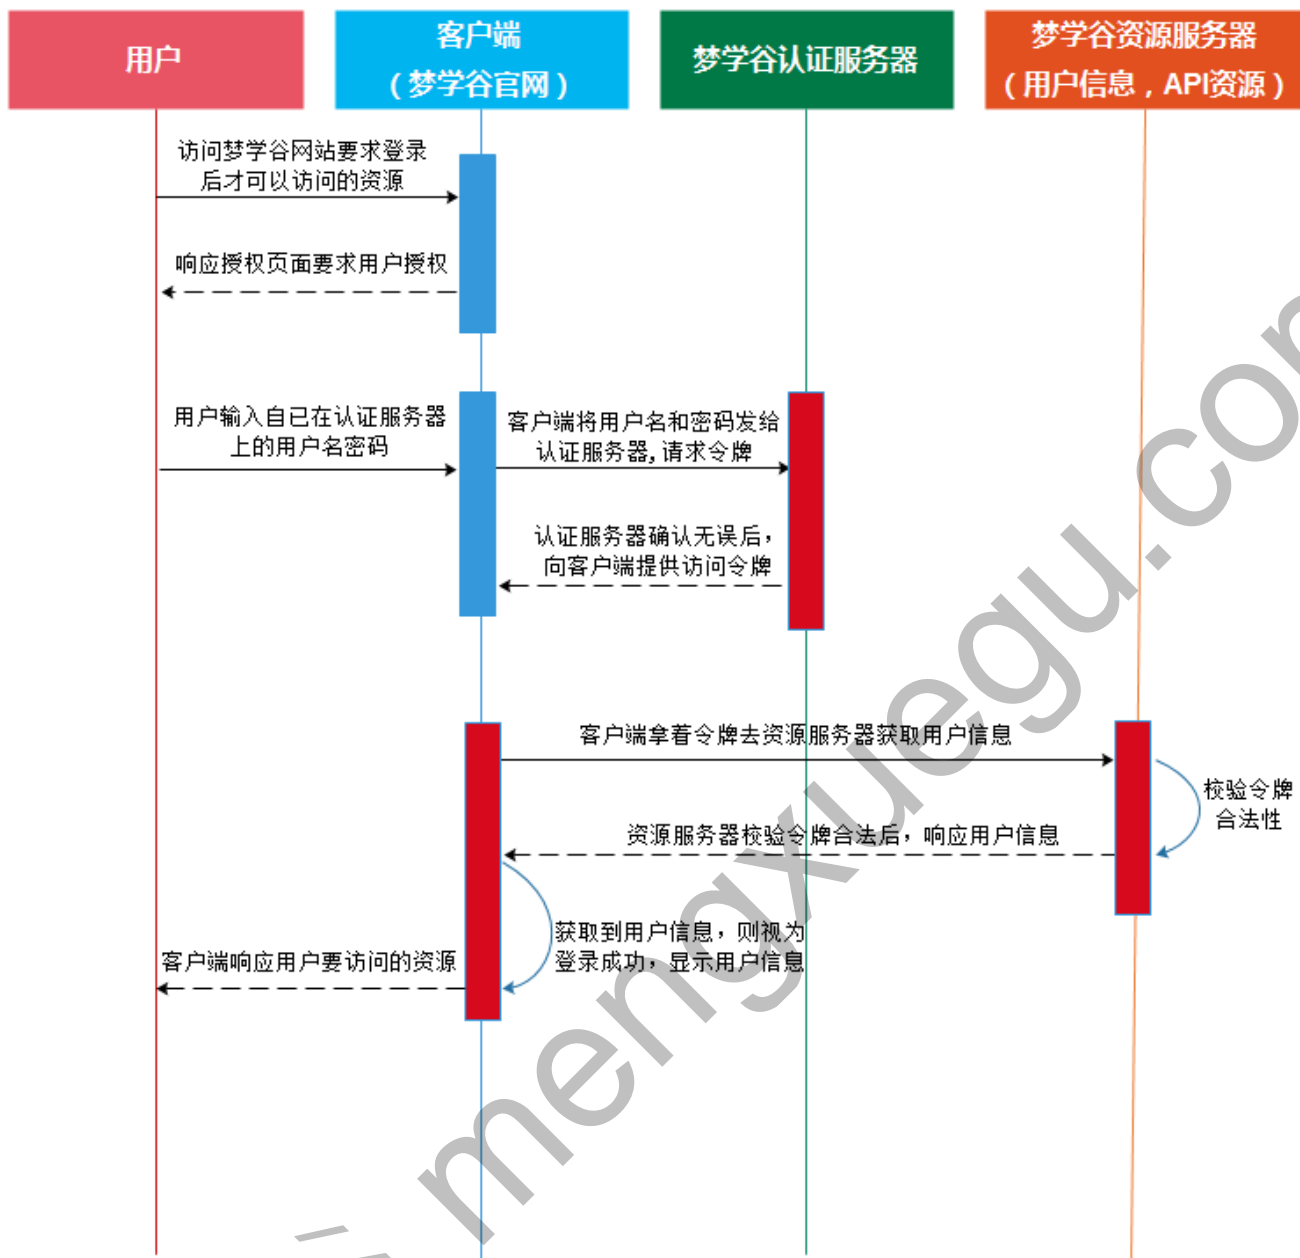 用户
客户端
（梦学谷官网）
梦学谷认证服务器
梦学谷资源服务器
（用户信息，API资源）
访问梦学谷网站要求登录
后才可以访问的资源
响应授权页面要求用户授权
用户输入自已在认证服务器
上的用户名密码
客户端将用户名和密码发给
认证服务器,请求令牌
认证服务器确认无误后，
向客户端提供访问令牌
客户端拿着令牌去资源服务器获取用户信息
校验令牌
合法性
资源服务器校验令牌合法后，响应用户信息
获取到用户信息，则视为
登录成功，显示用户信息
客户端响应用户要访问的资源
mengxuegu.com